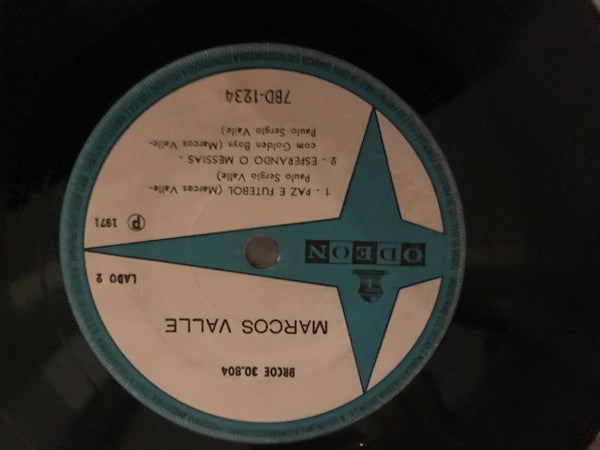 BRCOE 30.804
MARCOS VALLE
LADO 2
ODEON
℗ 1971
1 - PAZ E FUTEBOL (Marcos Valle-
Paulo Sergio Valle)
2 - ESPERANDO O MESSIAS -
com Golden Boys (Marcos Valle-
Paulo Sergio Valle)
7BD-1234